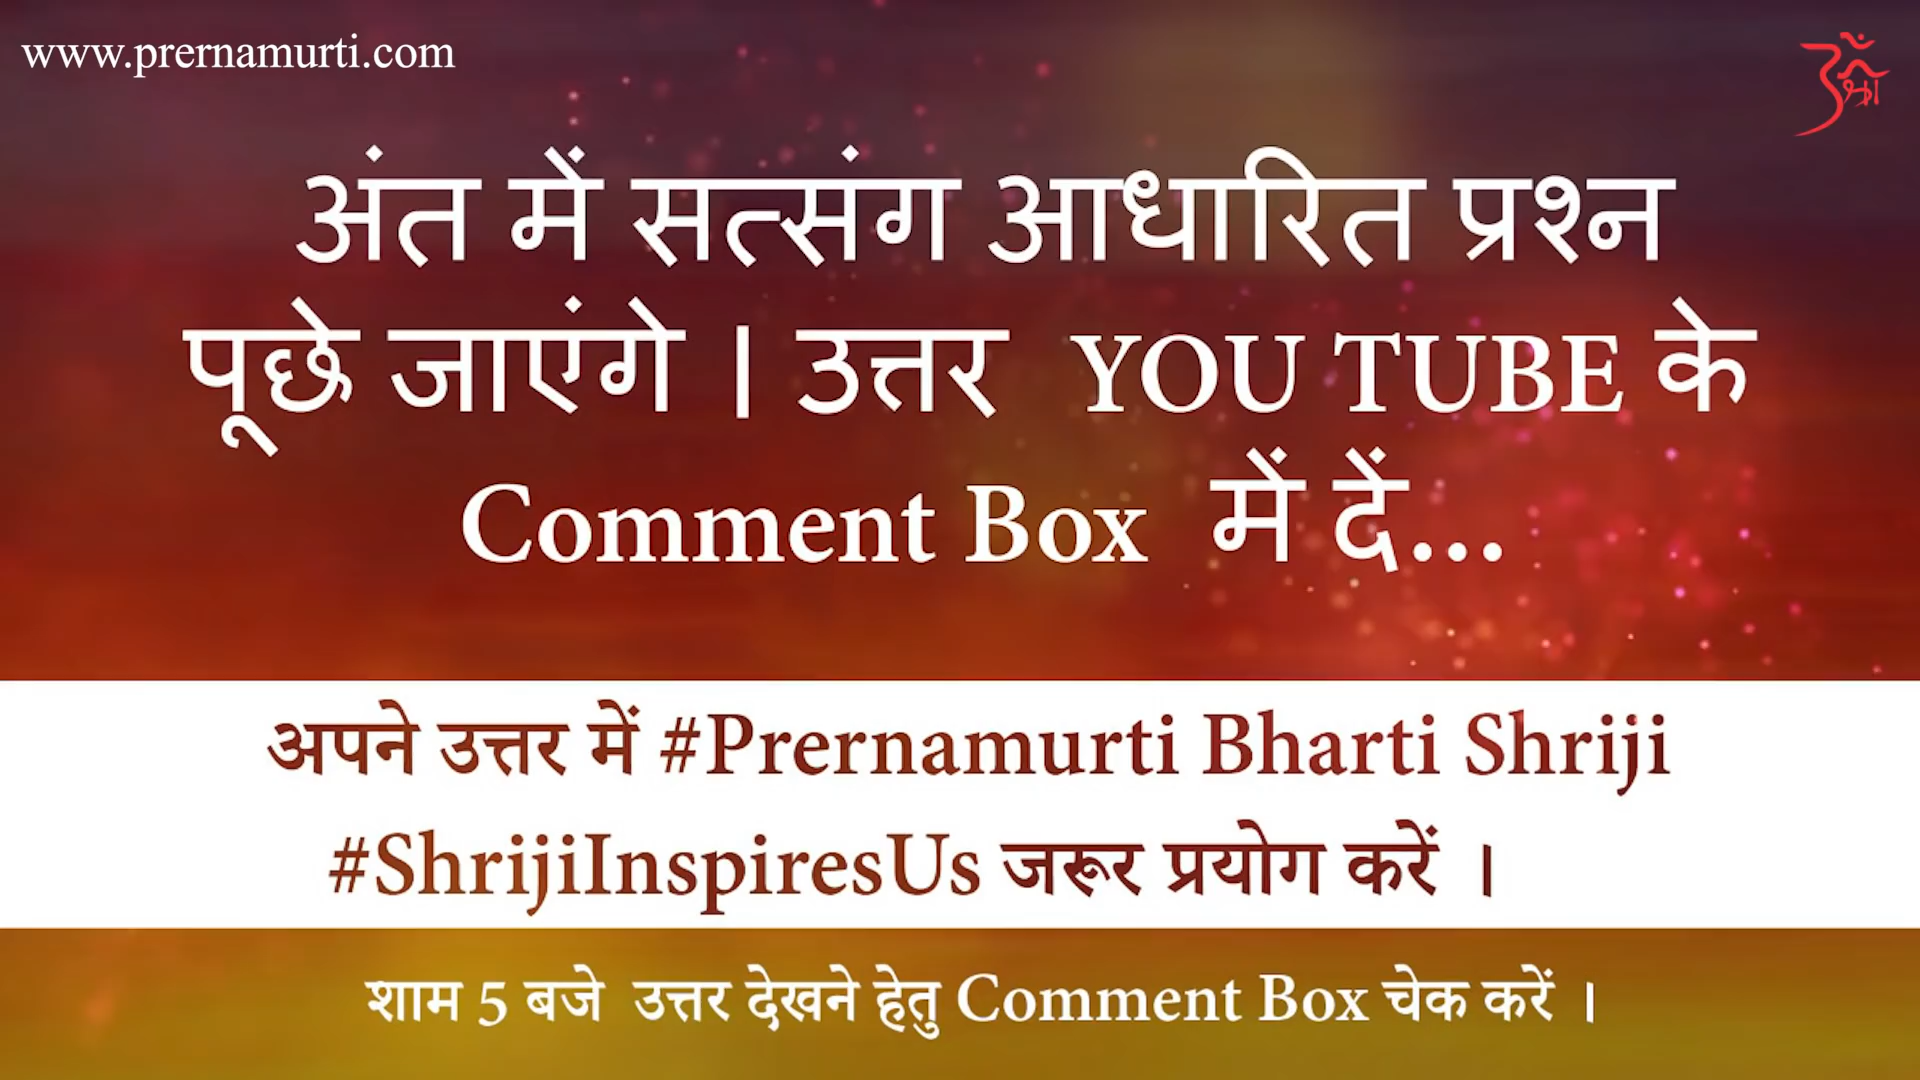 www.prernamurti.com
अंत में सत्संग आधारित प्रश्न
पूछे जाएंगे । उत्तर YOU TUBE के
Comment Box में दें...
अपने उत्तर में #Prernamurti Bharti Shriji
#ShrijiInspiresUs जरूर प्रयोग करें ।
शाम 5 बजे उत्तर देखने हेतु Comment Box चेक करें ।